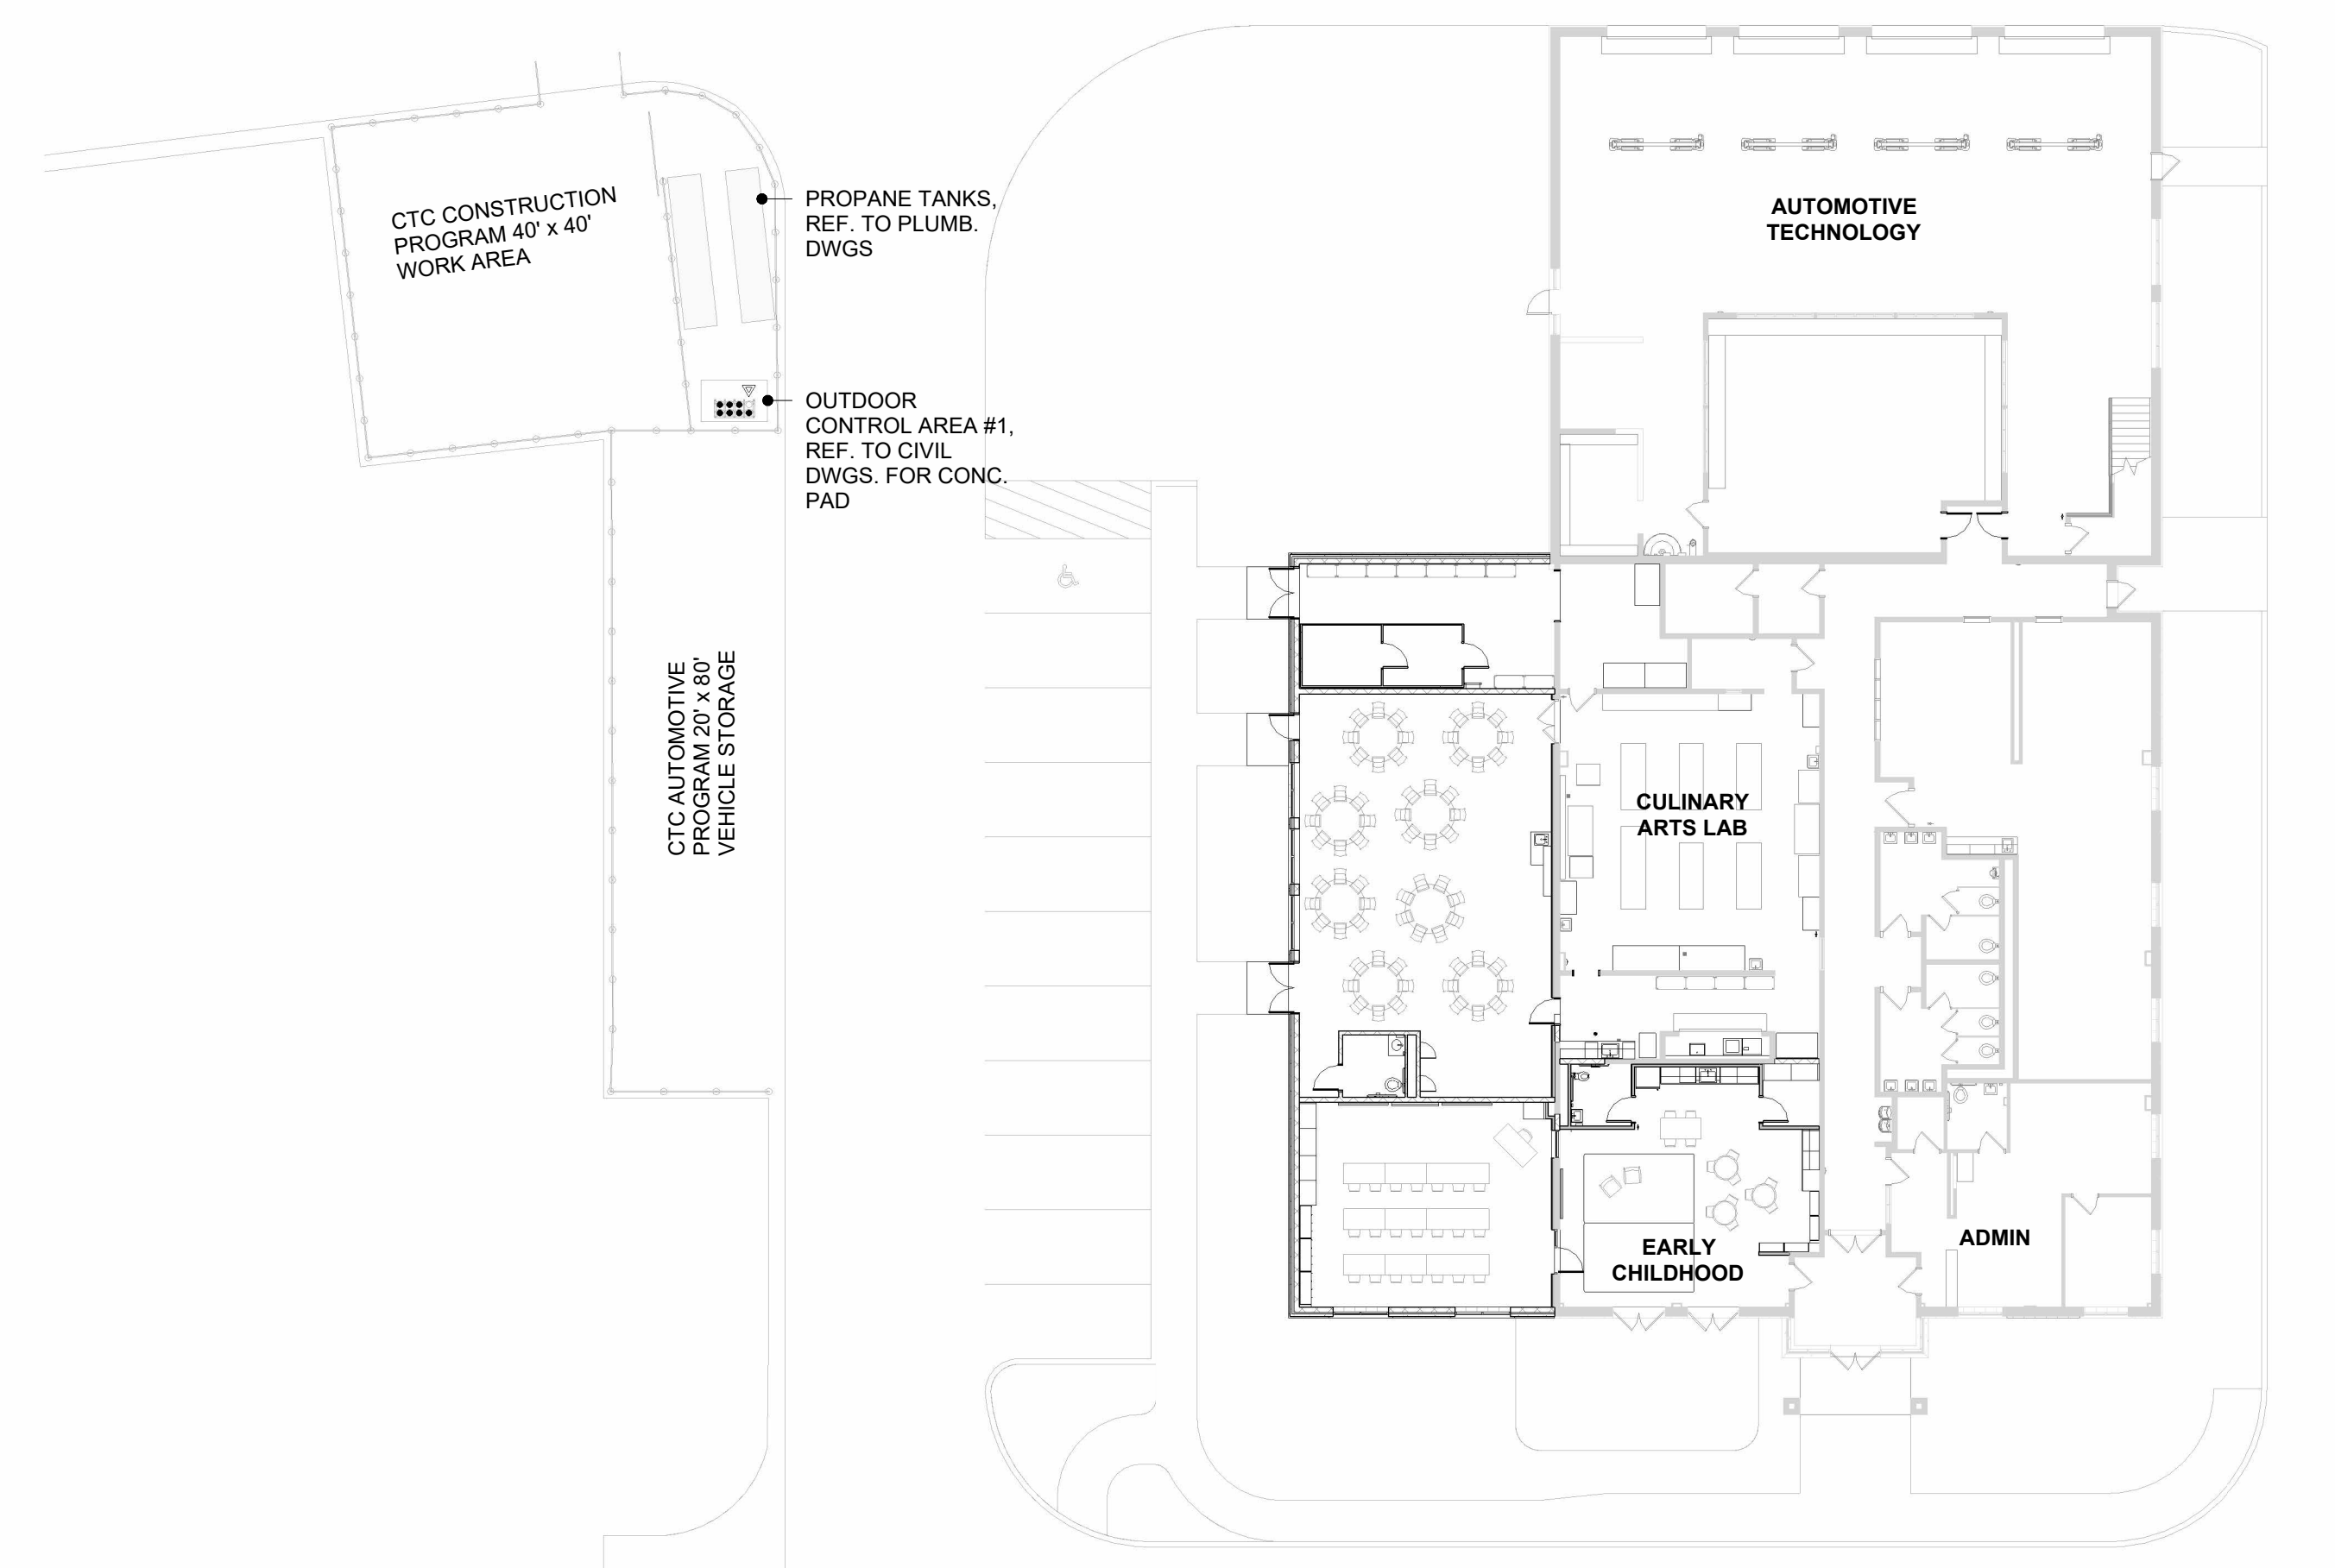 CTC CONSTRUCTION
PROGRAM 40' x 40'
WORK AREA
PROPANE TANKS,
REF. TO PLUMB.
DWGS
OUTDOOR
CONTROL AREA #1,
REF. TO CIVIL
DWGS. FOR CONC.
PAD
CTC AUTOMOTIVE
PROGRAM 20' x 80'
VEHICLE STORAGE
AUTOMOTIVE
TECHNOLOGY
CULINARY
ARTS LAB
EARLY
CHILDHOOD
ADMIN